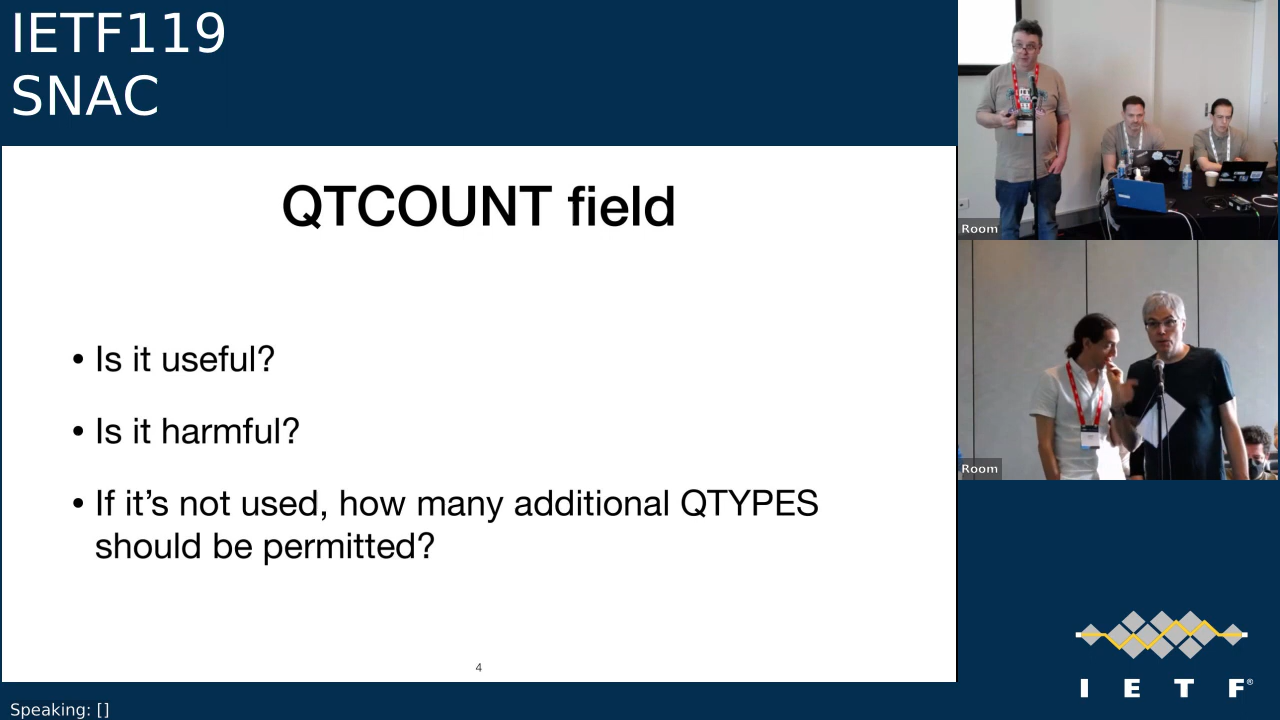 IETF119
SNAC
QTCOUNT field
• Is it useful?
• Is it harmful?
• If it’s not used, how many additional QTYPES
should be permitted?
4
Room
Room
I E T F®
Speaking: []